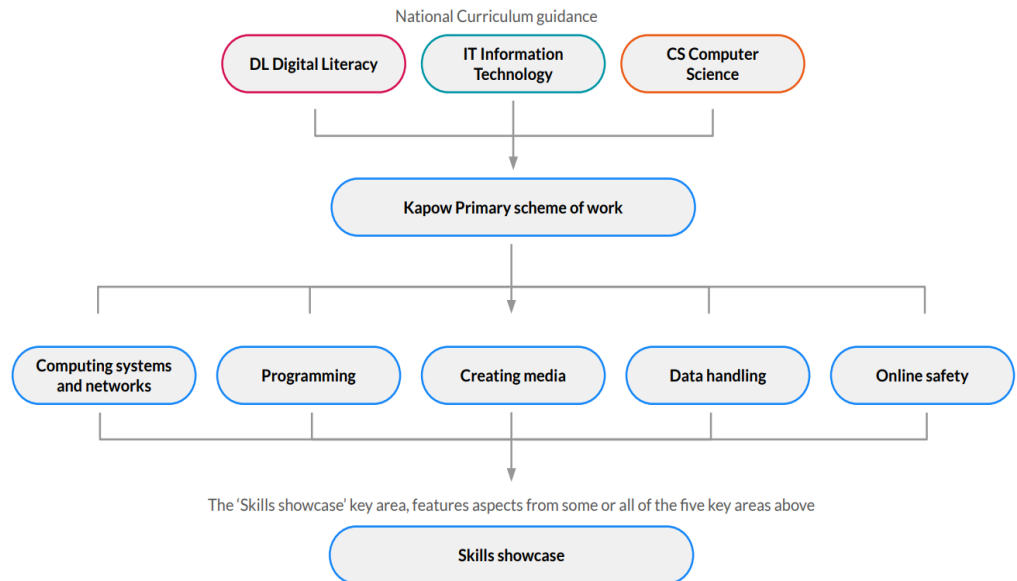 National Curriculum guidance
DL Digital Literacy
IT Information
Technology
CS Computer
Science
Kapow Primary scheme of work
Computing systems
and networks
Programming
Creating media
Data handling
Online safety
The ‘Skills showcase’ key area, features aspects from some or all of the five key areas above
Skills showcase